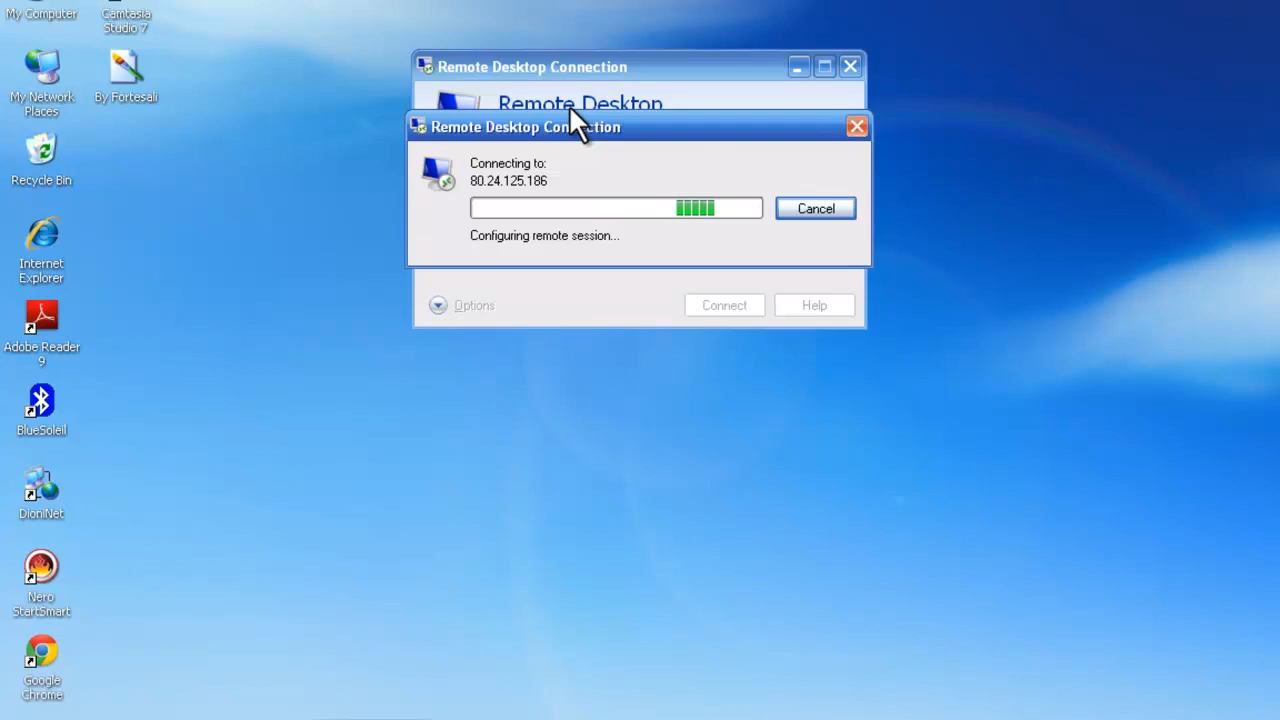 My Computer
Camtasia
Studio 7
My Network
Places
By Fortesali
Recycle Bin
Internet
Explorer
Adobe Reader
9
BlueSoleil
DioniNet
Nero
StartSmart
Google
Chrome
Remote Desktop Connection
Remote Desktop
Remote Desktop Connection
Connecting to:
80.24.125.186
Cancel
Configuring remote session...
Options
Connect
Help